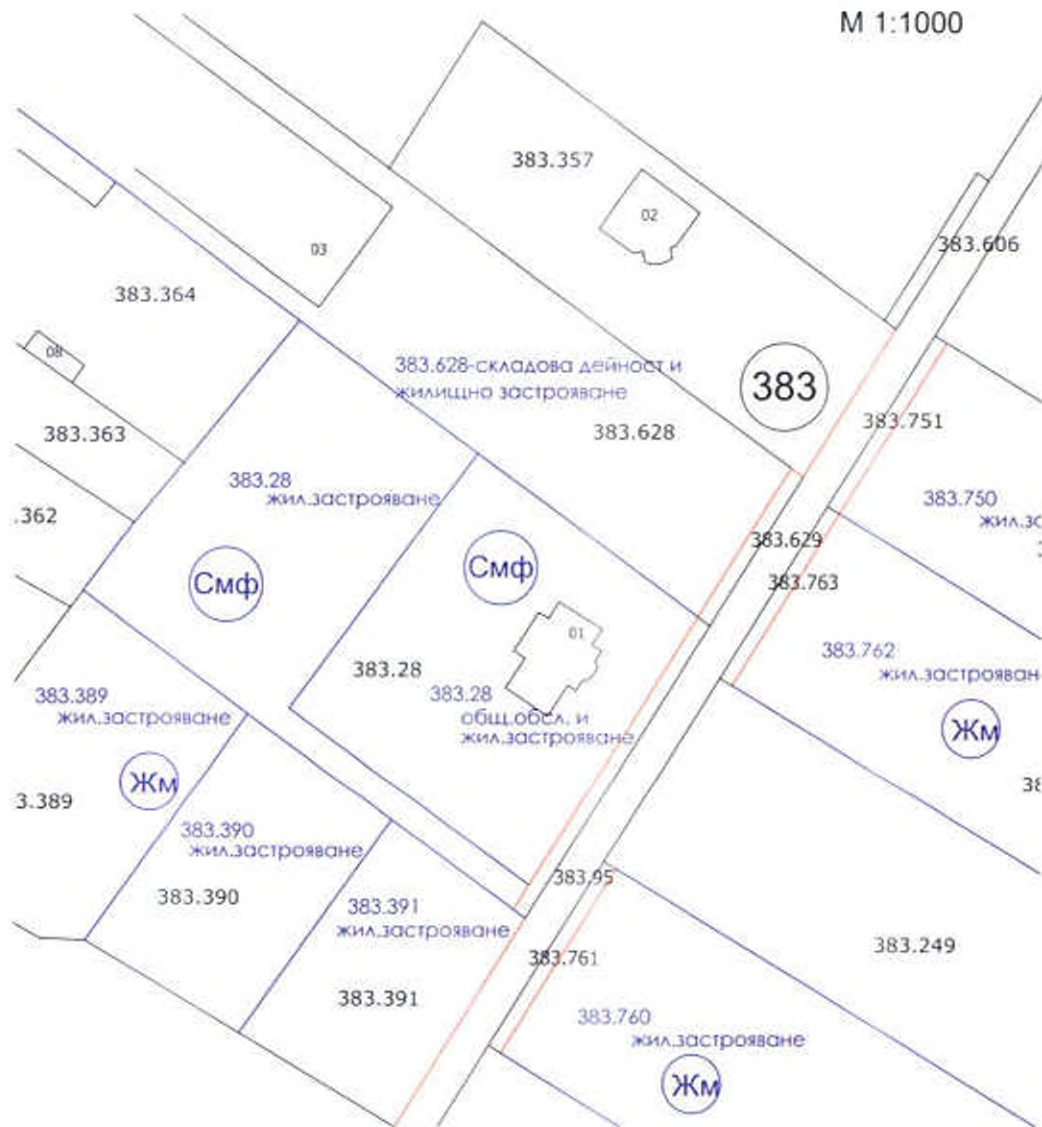 М 1:1000
383.357
02
383.606
03
383.364
08
383.628-складова дейност и
жилищно застрояване
383
383.751
383.363
383.628
383.28
жил.застрояване
383.750
.362
383.629
Смф
Смф
383.763
01
383.762
жил.застрояван
383.28
383.389
жил.застрояване
383.28
общ.обсл. и
жил.застрояване
Жм
Жм
3.389
383.390
жил.застрояване
383.95
383.390
383.391
жил.застрояване
383.249
383.761
383.391
383.760
жил.застрояване
Жм